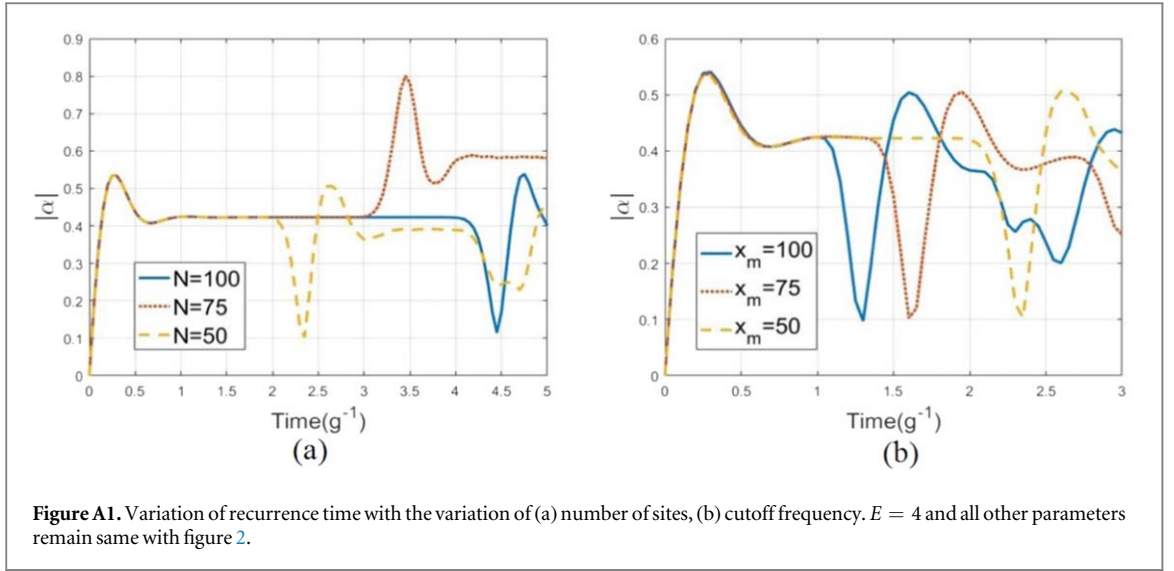 0.9
0.8
0.7
0.6
0.5
0.4
0.3
0.2
0.1
0
|α|
N=100
N=75
N=50
0 0.5 1 1.5 2 2.5 3 3.5 4 4.5 5
Time(g⁻¹)
(a)
0.6
0.5
0.4
0.3
0.2
0.1
0
|α|
xₘ=100
xₘ=75
xₘ=50
0 0.5 1 1.5 2 2.5 3
Time(g⁻¹)
(b)
Figure A1. Variation of recurrence time with the variation of (a) number of sites, (b) cutoff frequency. E = 4 and all other parameters
remain same with figure 2.